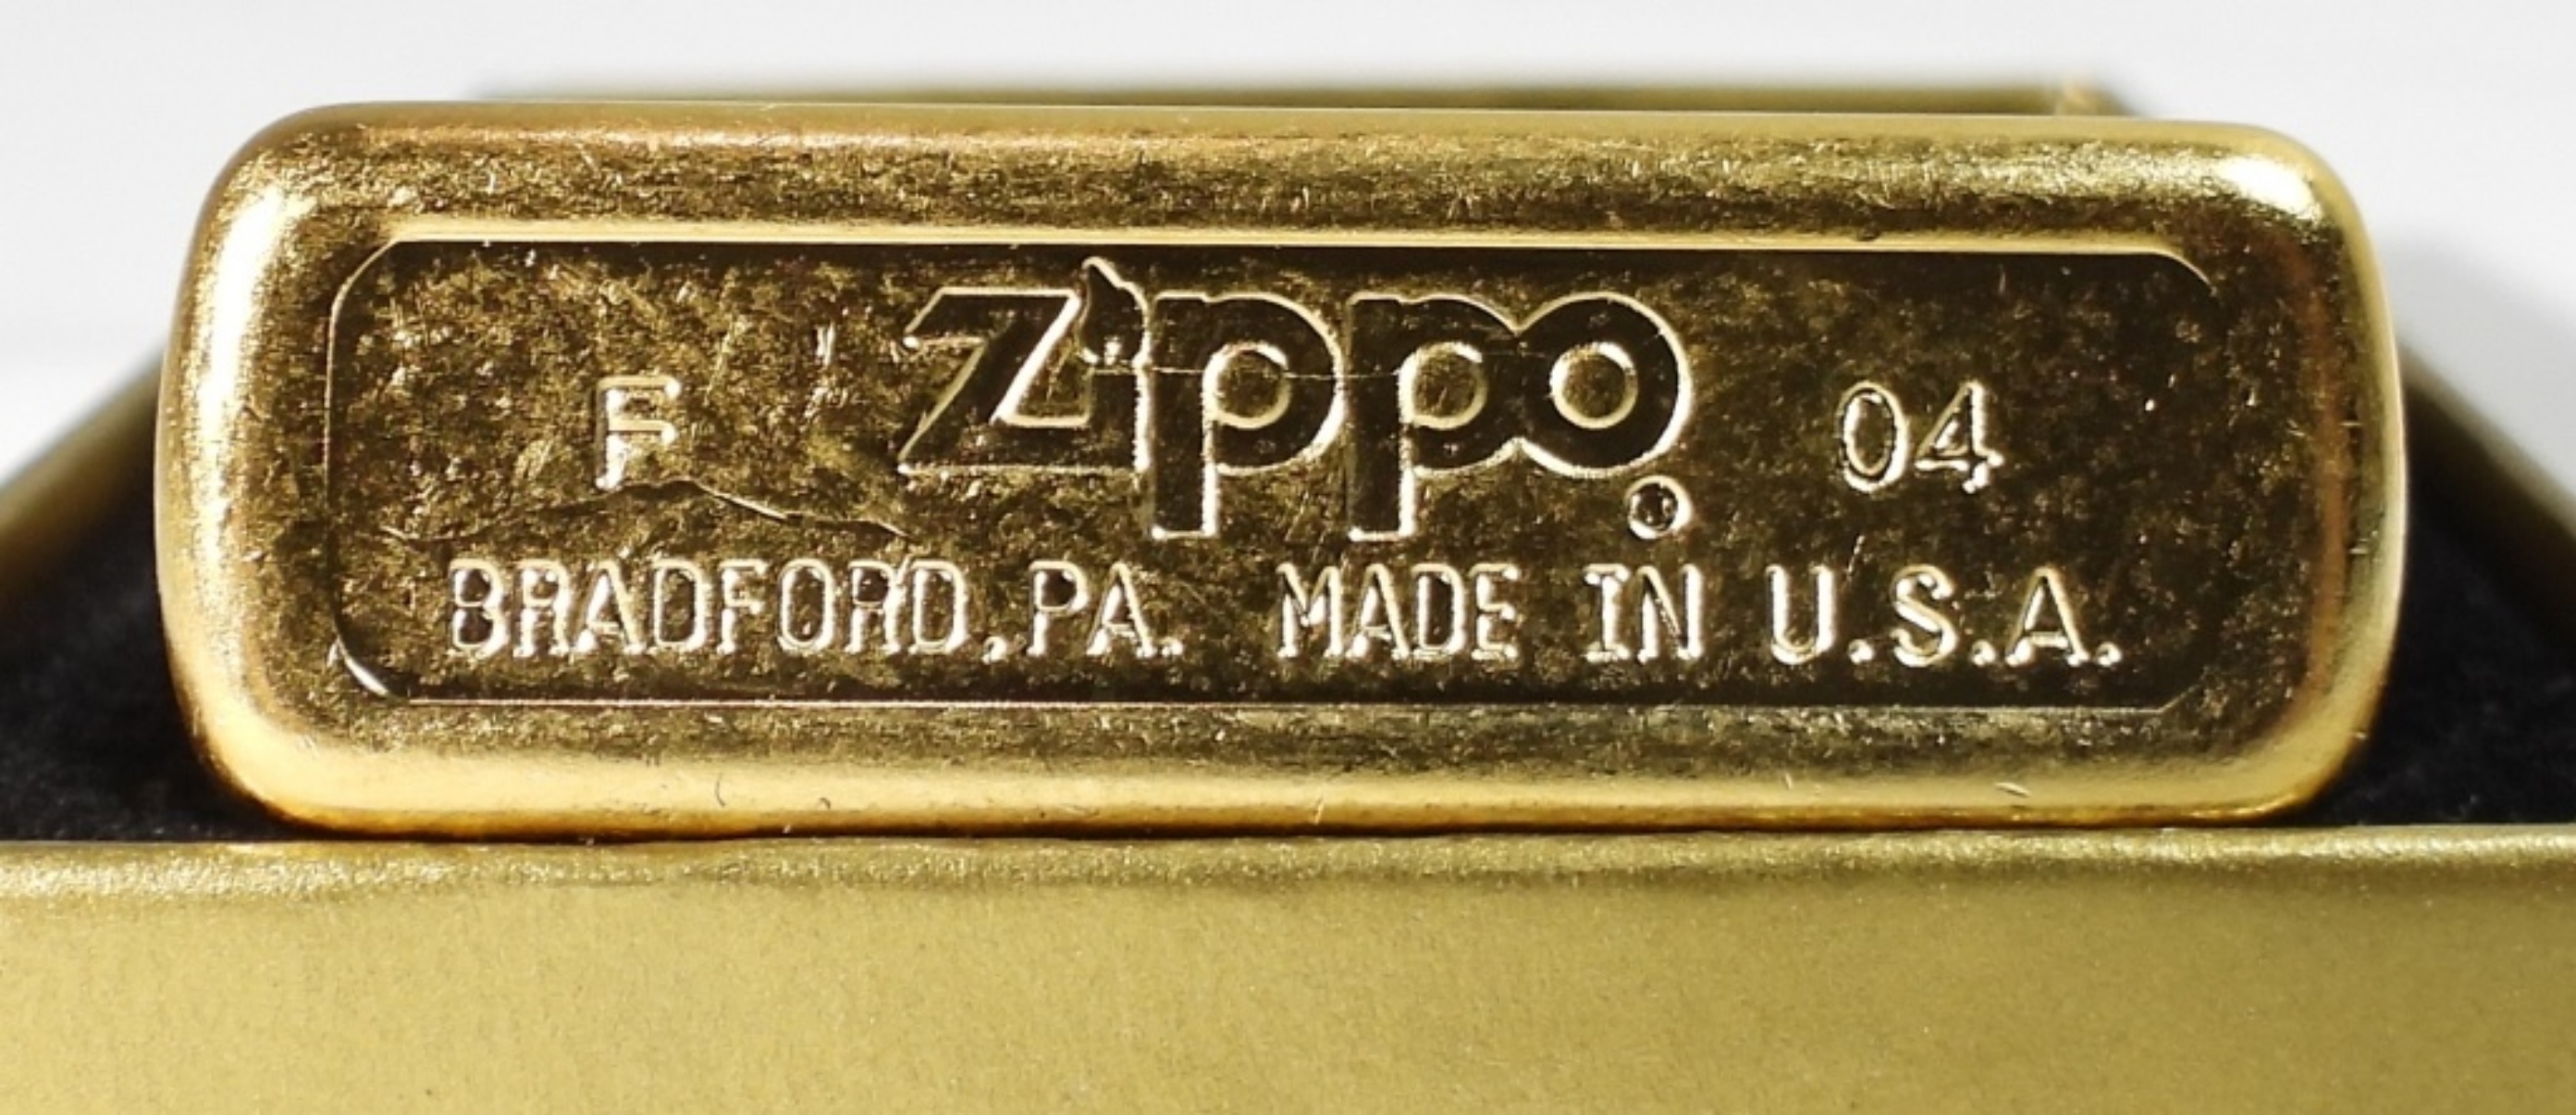 F Zippo 04
BRADFORD, PA. MADE IN U.S.A.